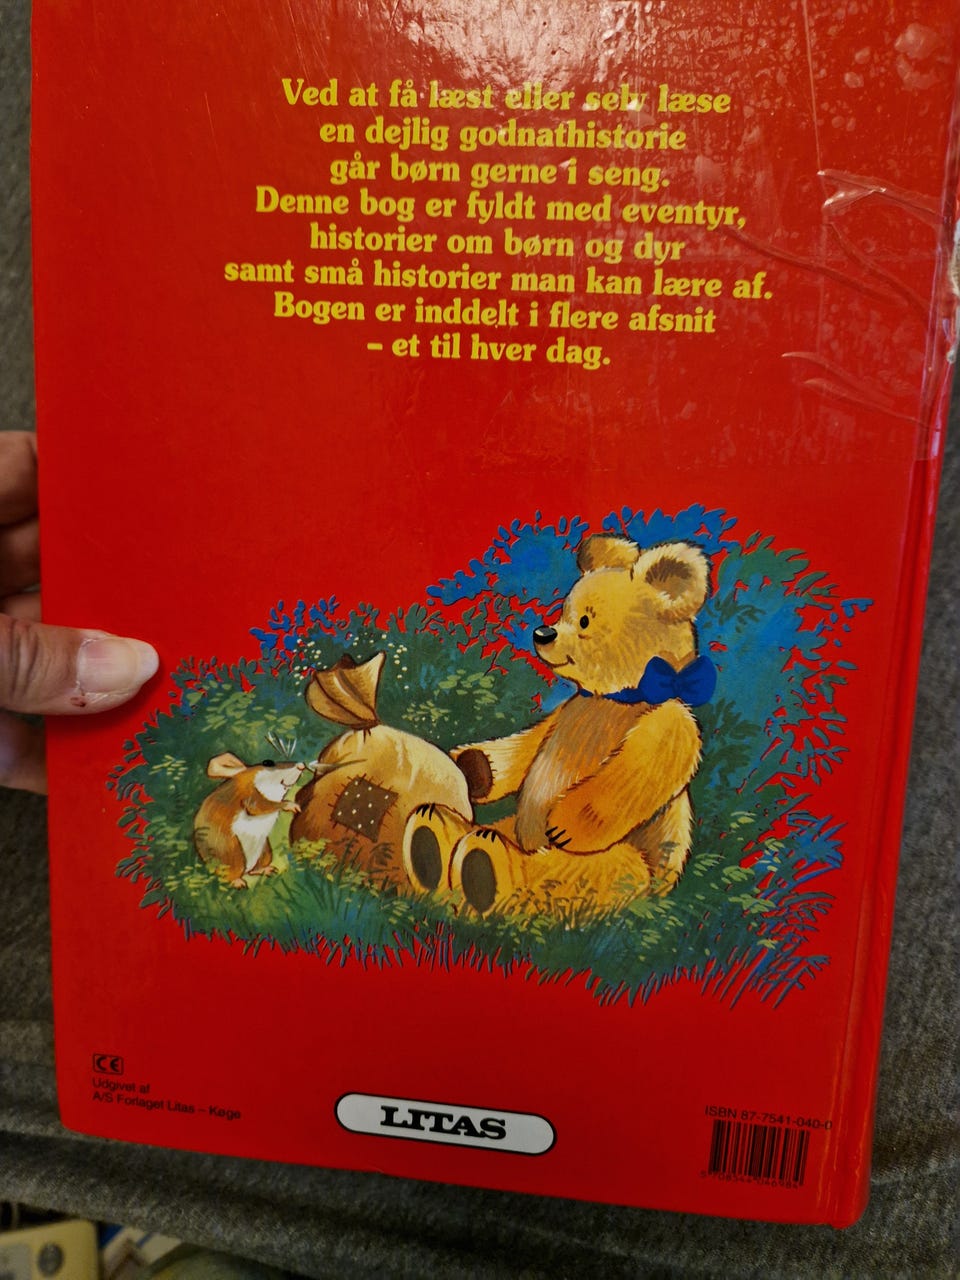 Ved at få læst eller selv læse
en dejlig godnathistorie
går børn gerne i seng.
Denne bog er fyldt med eventyr,
historier om børn og dyr
samt små historier man kan lære af.
Bogen er inddelt i flere afsnit
– et til hver dag.
CE
Udgivet af
A/S Forlaget Litas – Køge
LITAS
ISBN 87-7541-040-0
5708544046984